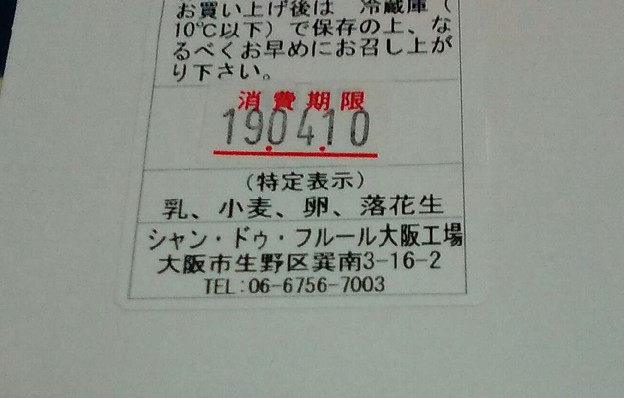 お買い上げ後は 冷蔵庫(
10℃以下)で保存の上、な
るべくお早めにお召し上が
り下さい。
消費期限
19.04.10
(特定表示)
乳、小麦、卵、落花生
シャン・ドゥ・フルール大阪工場
大阪市生野区巽南3-16-2
TEL:06-6756-7003